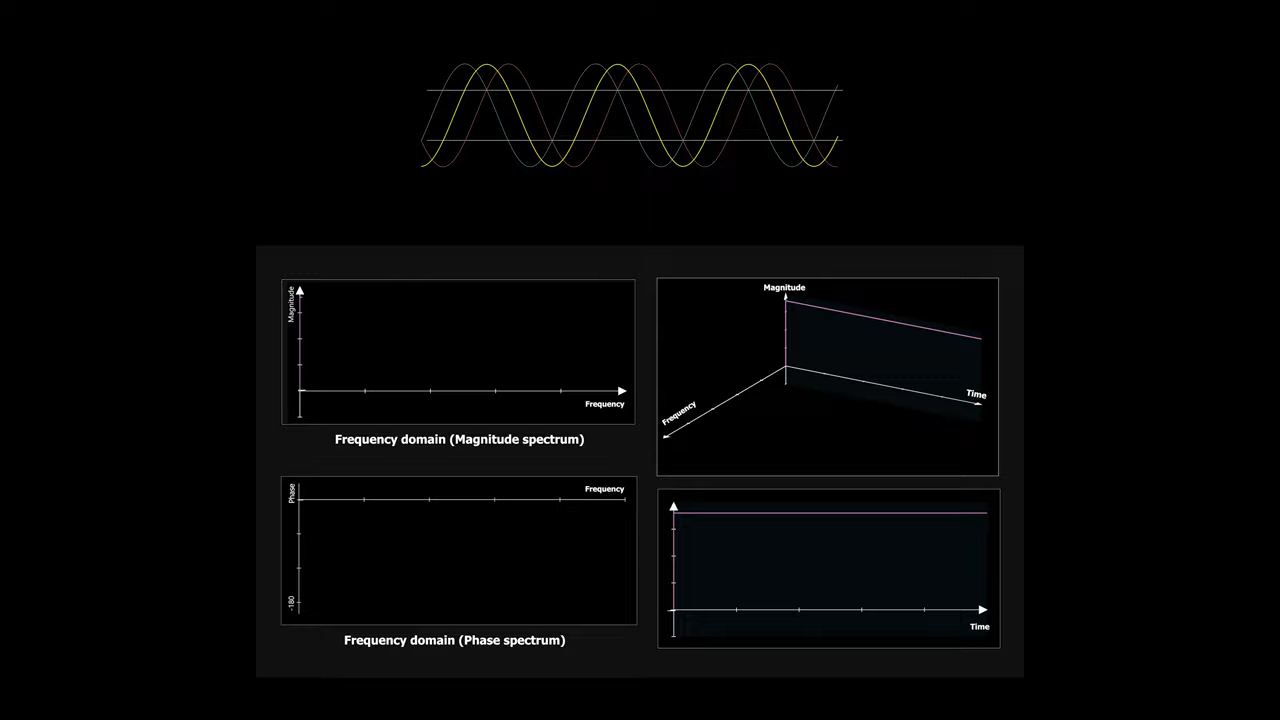 Magnitude
Frequency
Frequency domain (Magnitude spectrum)
Phase
Frequency
-180
Frequency domain (Phase spectrum)
Magnitude
Frequency
Time
Time